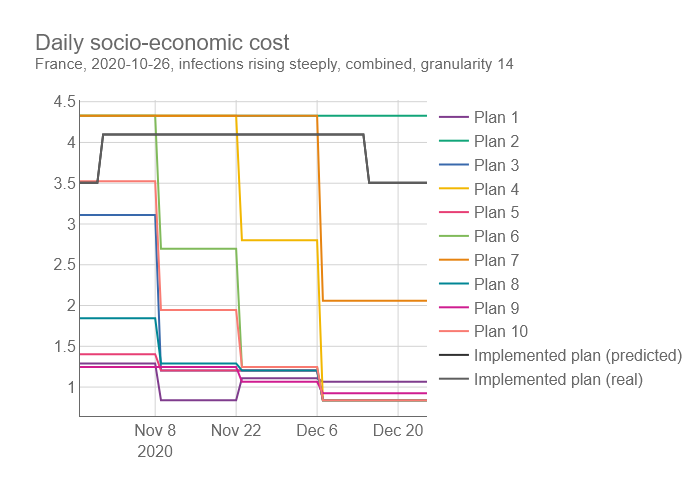 Daily socio-economic cost
France, 2020-10-26, infections rising steeply, combined, granularity 14
4.5
4
3.5
3
2.5
2
1.5
1
Nov 8
2020
Nov 22
Dec 6
Dec 20
Plan 1
Plan 2
Plan 3
Plan 4
Plan 5
Plan 6
Plan 7
Plan 8
Plan 9
Plan 10
Implemented plan (predicted)
Implemented plan (real)